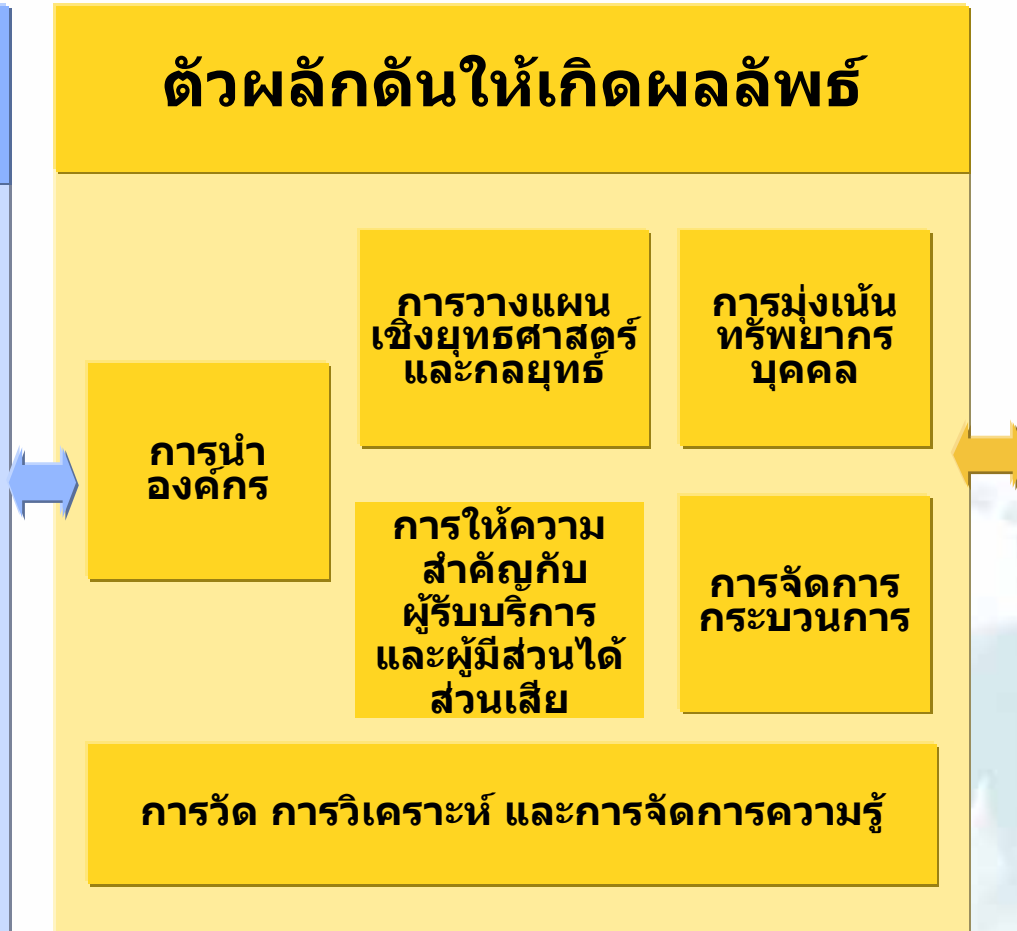 ตัวผลักดันให้เกิดผลลัพธ์
การวางแผน
เชิงยุทธศาสตร์
และกลยุทธ์
การมุ่งเน้น
ทรัพยากร
บุคคล
การนำ
องค์กร
การให้ความ
สำคัญกับ
ผู้รับบริการ
และผู้มีส่วนได้
ส่วนเสีย
การจัดการ
กระบวนการ
การวัด การวิเคราะห์ และการจัดการความรู้